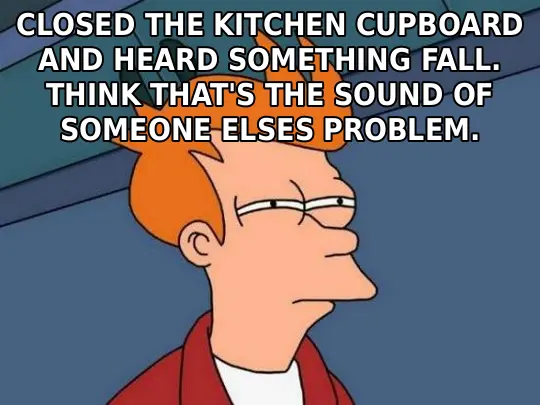 CLOSED THE KITCHEN CUPBOARD
AND HEARD SOMETHING FALL.
THINK THAT'S THE SOUND OF
SOMEONE ELSES PROBLEM.